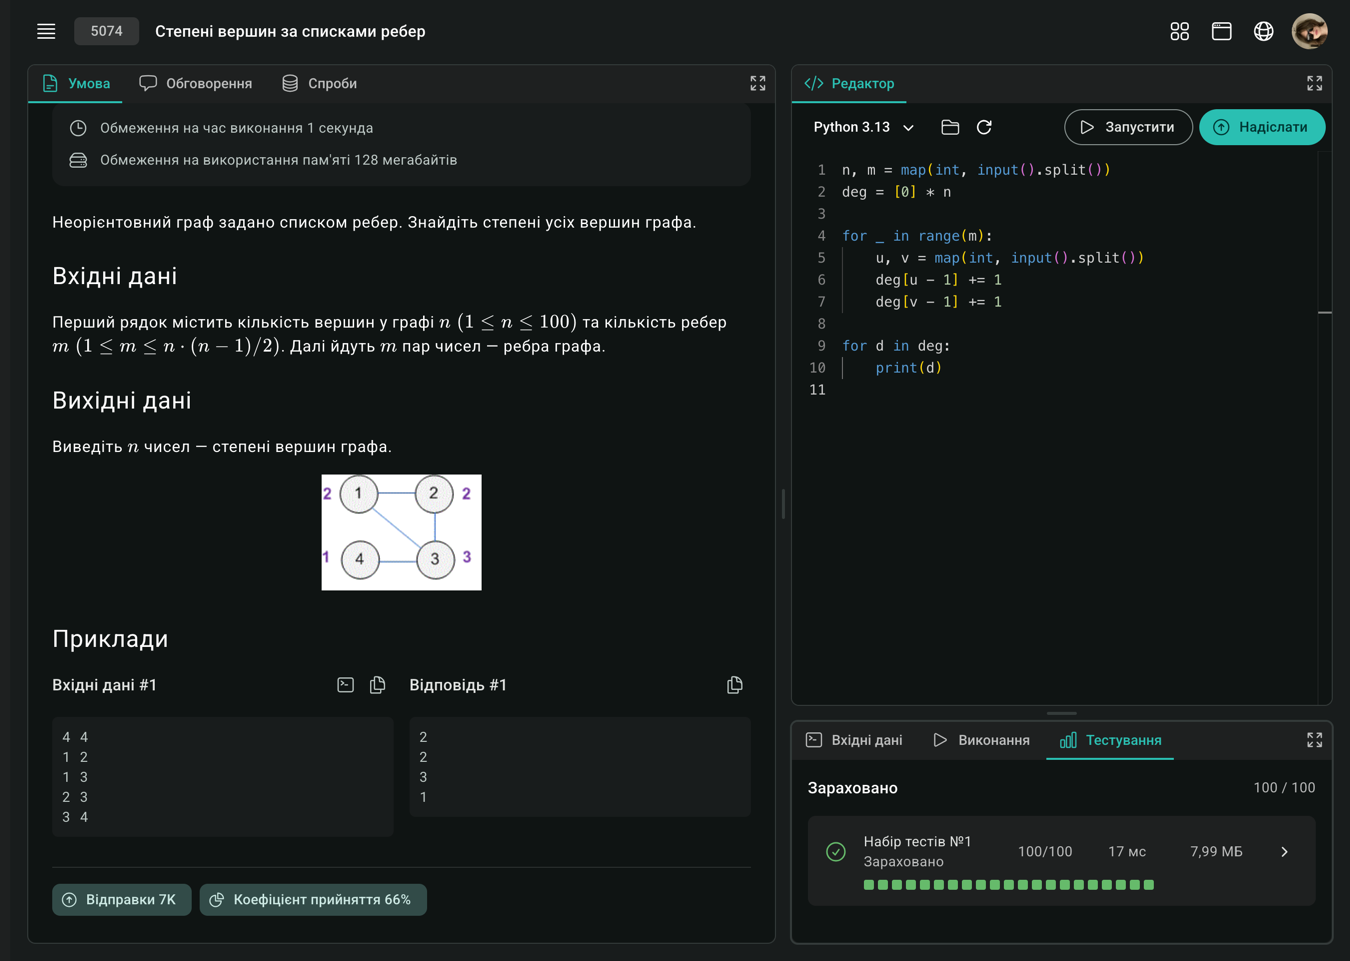 5074
Степені вершин за списками ребер
Умова
Обговорення
Спроби
Обмеження на час виконання 1 секунда
Обмеження на використання пам'яті 128 мегабайтів
Неорієнтовний граф задано списком ребер. Знайдіть степені усіх вершин графа.
Вхідні дані
Перший рядок містить кількість вершин у графі n (1 ≤ n ≤ 100) та кількість ребер
m (1 ≤ m ≤ n · (n − 1)/2). Далі йдуть m пар чисел — ребра графа.
Вихідні дані
Виведіть n чисел — степені вершин графа.
2 1 2 2
1 4 3 3
Приклади
Вхідні дані #1
4 4
1 2
1 3
2 3
3 4
Відповідь #1
2
2
3
1
Відправки 7K
Коефіцієнт прийняття 66%
Редактор
Python 3.13
Запустити
Надіслати
1 n, m = map(int, input().split())
2 deg = [0] * n
3
4 for _ in range(m):
5     u, v = map(int, input().split())
6     deg[u - 1] += 1
7     deg[v - 1] += 1
8
9 for d in deg:
10     print(d)
11
Вхідні дані
Виконання
Тестування
Зараховано
100 / 100
Набір тестів №1
Зараховано
100/100
17 мс
7,99 МБ